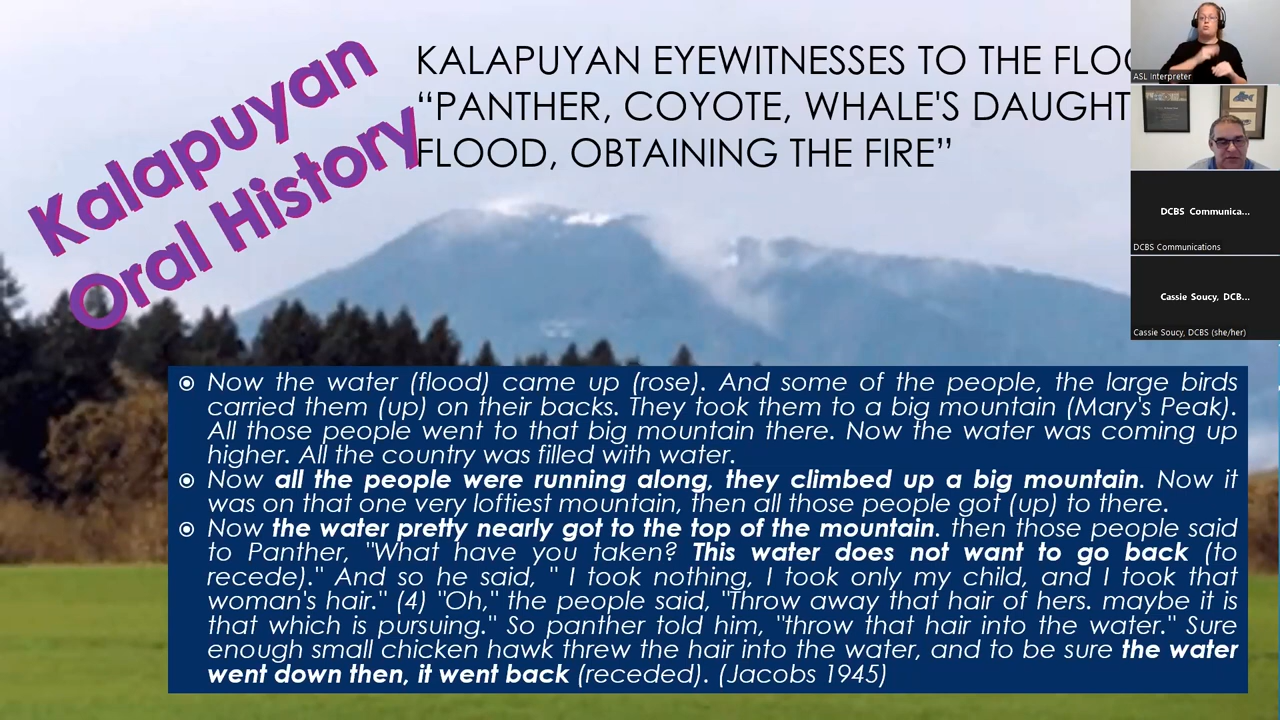 Kalapuyan
Oral History
KALAPUYAN EYEWITNESSES TO THE
“PANTHER, COYOTE, WHALE'S
FLOOD, OBTAINING THE FIRE”
ASL Interpreter
DCBS Communica...
DCBS Communications
Cassie Soucy, DCB...
Cassie Soucy, DCBS (she/her)
Now the water (flood) came up (rose). And some of the people, the large birds
carried them (up) on their backs. They took them to a big mountain (Mary's Peak).
All those people went to that big mountain there. Now the water was coming up
higher. All the country was filled with water.
Now all the people were running along, they climbed up a big mountain. Now it
was on that one very loftiest mountain, then all those people got (up) to there.
Now the water pretty nearly got to the top of the mountain. then those people said
to Panther, "What have you taken? This water does not want to go back (to
recede)." And so he said, " I took nothing, I took only my child, and I took that
woman's hair." (4) "Oh," the people said, "Throw away that hair of hers. maybe it is
that which is pursuing." So panther told him, "throw that hair into the water." Sure
enough small chicken hawk threw the hair into the water, and to be sure the water
went down then, it went back (receded). (Jacobs 1945)